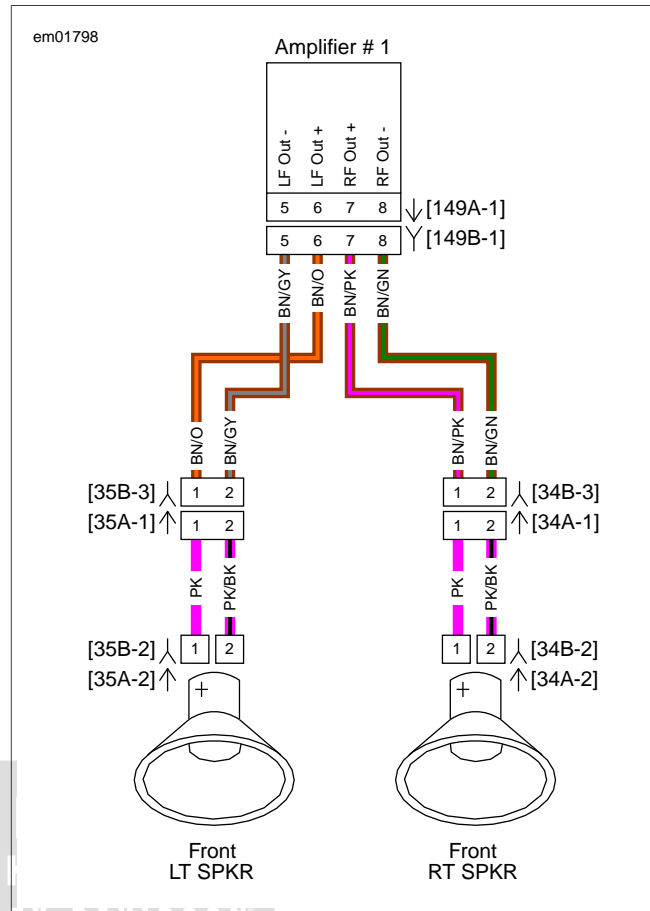 em01798
Amplifier # 1
LF Out -
LF Out +
RF Out +
RF Out -
5 6 7 8 [149A-1]
5 6 7 8 [149B-1]
BN/GY
BN/O
BN/PK
BN/GN
BN/O
BN/GY
BN/PK
BN/GN
[35B-3] 1 2 1 2 [34B-3]
[35A-1] 1 2 1 2 [34A-1]
PK
PK/BK
PK
PK/BK
[35B-2] 1 2 1 2 [34B-2]
[35A-2] + + [34A-2]
Front
LT SPKR
Front
RT SPKR